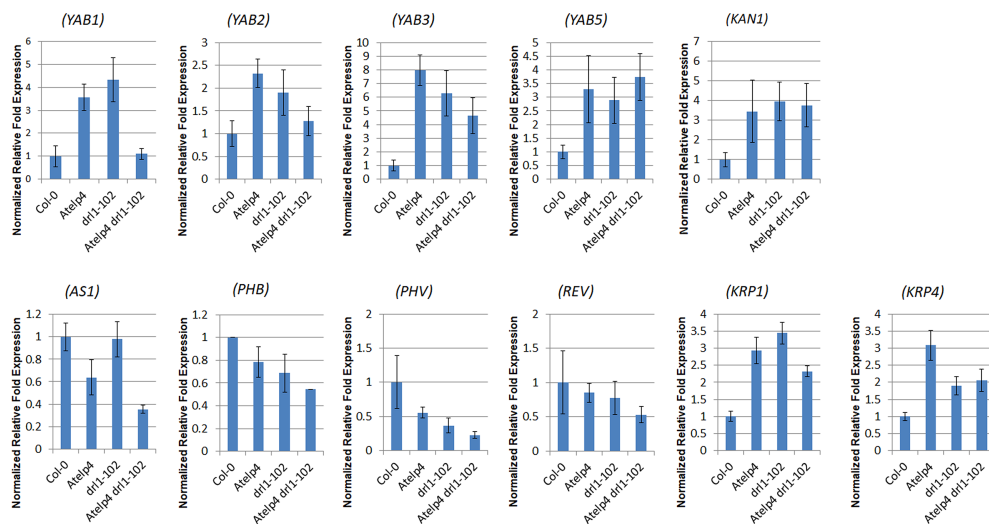 (YAB1)
Normalized Relative Fold Expression
6
5
4
3
2
1
0
Col-0
Atelp4
drl1-102
Atelp4 drl1-102
(YAB2)
Normalized Relative Fold Expression
3
2.5
2
1.5
1
0.5
0
Col-0
Atelp4
drl1-102
Atelp4 drl1-102
(YAB3)
Normalized Relative Fold Expression
10
9
8
7
6
5
4
3
2
1
0
Col-0
Atelp4
drl1-102
Atelp4 drl1-102
(YAB5)
Normalized Relative Fold Expression
5
4.5
4
3.5
3
2.5
2
1.5
1
0.5
0
Col-0
Atelp4
drl1-102
Atelp4 drl1-102
(KAN1)
Normalized Relative Fold Expression
7
6
5
4
3
2
1
0
Col-0
Atelp4
drl1-102
Atelp4 drl1-102
(AS1)
Normalized Relative Fold Expression
1.2
1
0.8
0.6
0.4
0.2
0
Col-0
Atelp4
drl1-102
Atelp4 drl1-102
(PHB)
Normalized Relative Fold Expression
1.2
1
0.8
0.6
0.4
0.2
0
Col-0
Atelp4
drl1-102
Atelp4 drl1-102
(PHV)
Normalized Relative Fold Expression
2
1.5
1
0.5
0
Col-0
Atelp4
drl1-102
Atelp4 drl1-102
(REV)
Normalized Relative Fold Expression
2
1.5
1
0.5
0
Col-0
Atelp4
drl1-102
Atelp4 drl1-102
(KRP1)
Normalized Relative Fold Expression
4
3.5
3
2.5
2
1.5
1
0.5
0
Col-0
Atelp4
drl1-102
Atelp4 drl1-102
(KRP4)
Normalized Relative Fold Expression
4
3.5
3
2.5
2
1.5
1
0.5
0
Col-0
Atelp4
drl1-102
Atelp4 drl1-102